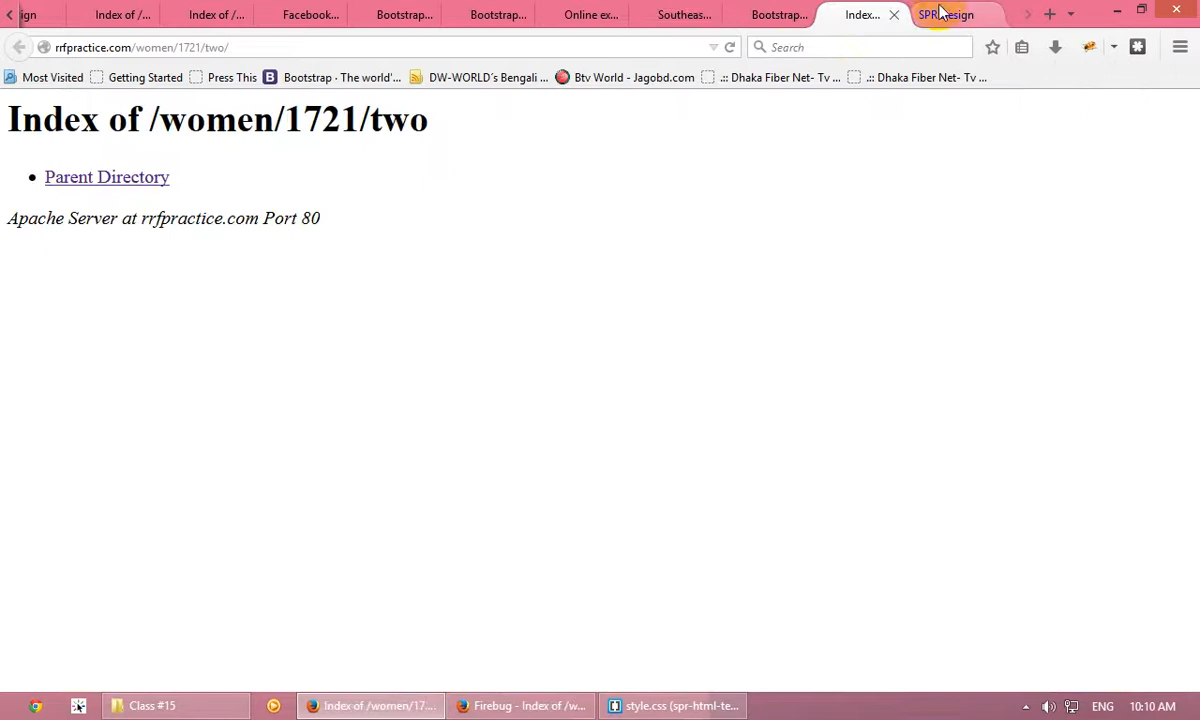 ign
Index of /...
Index of /...
Facebook...
Bootstrap...
Bootstrap...
Online ex...
Southeas...
Bootstrap...
Index...
SPR Design
rrfpractice.com/women/1721/two/
Search
Most Visited
Getting Started
Press This
B
Bootstrap · The world'...
DW-WORLD´s Bengali ...
Btv World - Jagobd.com
.:: Dhaka Fiber Net- Tv ...
.:: Dhaka Fiber Net- Tv ...
Index of /women/1721/two
• Parent Directory
Apache Server at rrfpractice.com Port 80
Class #15
Index of /women/17...
Firebug - Index of /w...
style.css (spr-html-te...
ENG
10:10 AM